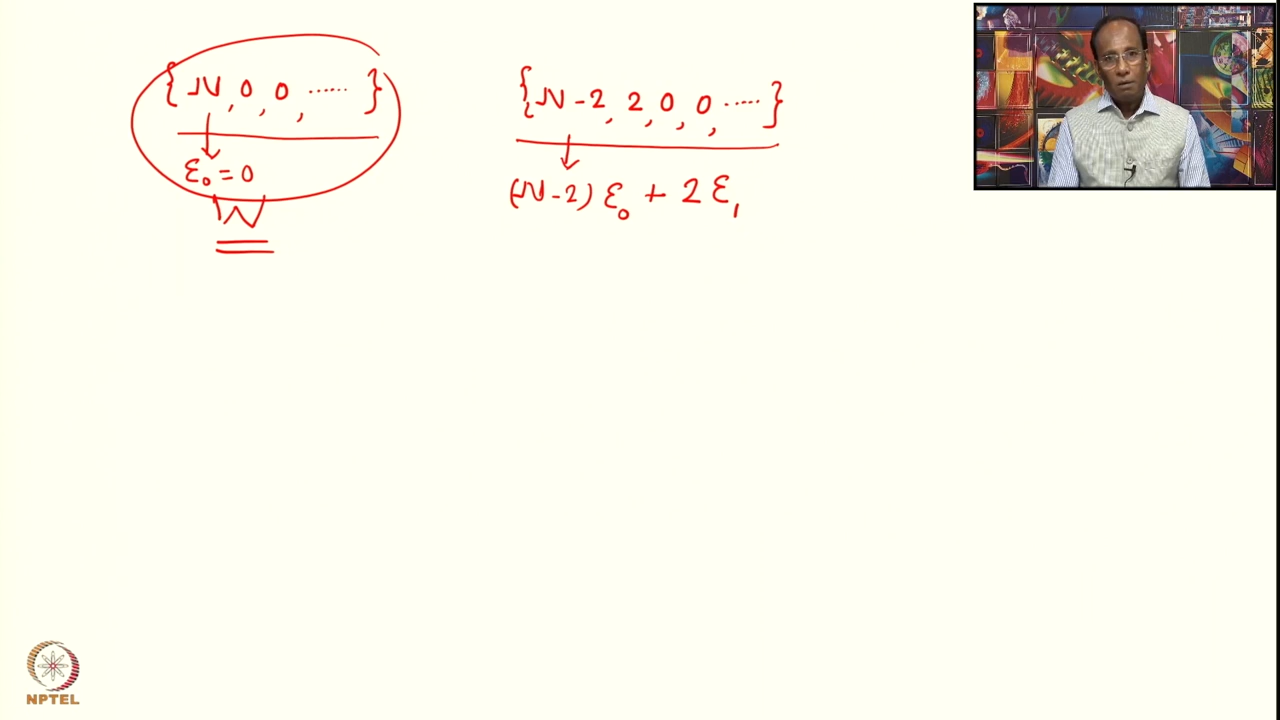 {N, 0, 0, ......}
ε₀ = 0
W
{N-2, 2, 0, 0, .....}
(N-2) ε₀ + 2 ε₁
NPTEL